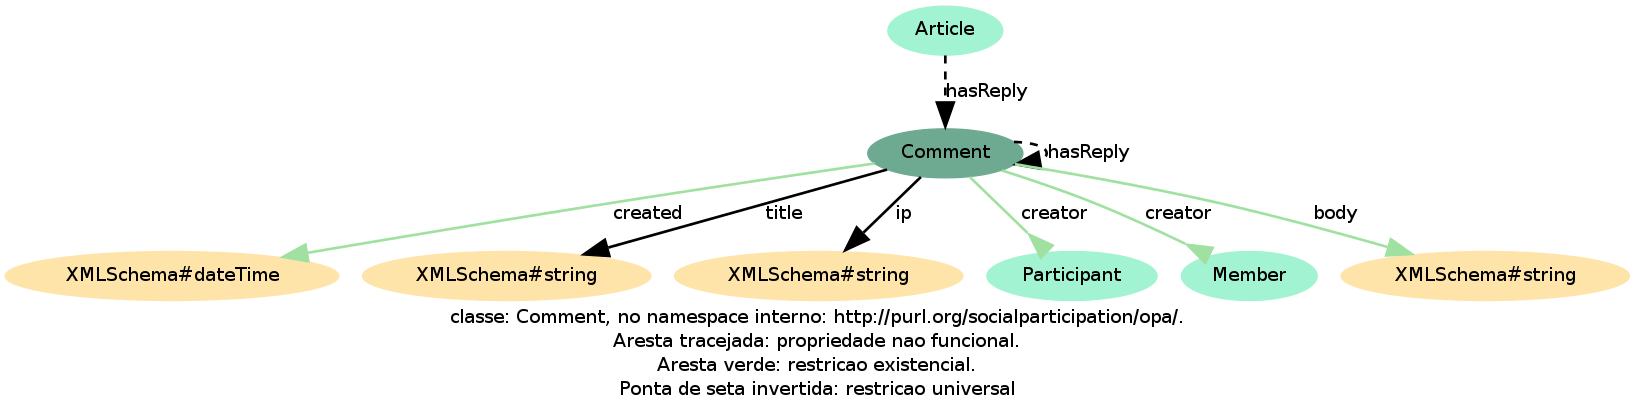 Article
hasReply
Comment
hasReply
created
title
ip
creator
creator
body
XMLSchema#dateTime
XMLSchema#string
XMLSchema#string
Participant
Member
XMLSchema#string
classe: Comment, no namespace interno: http://purl.org/socialparticipation/opa/.
Aresta tracejada: propriedade nao funcional.
Aresta verde: restricao existencial.
Ponta de seta invertida: restricao universal